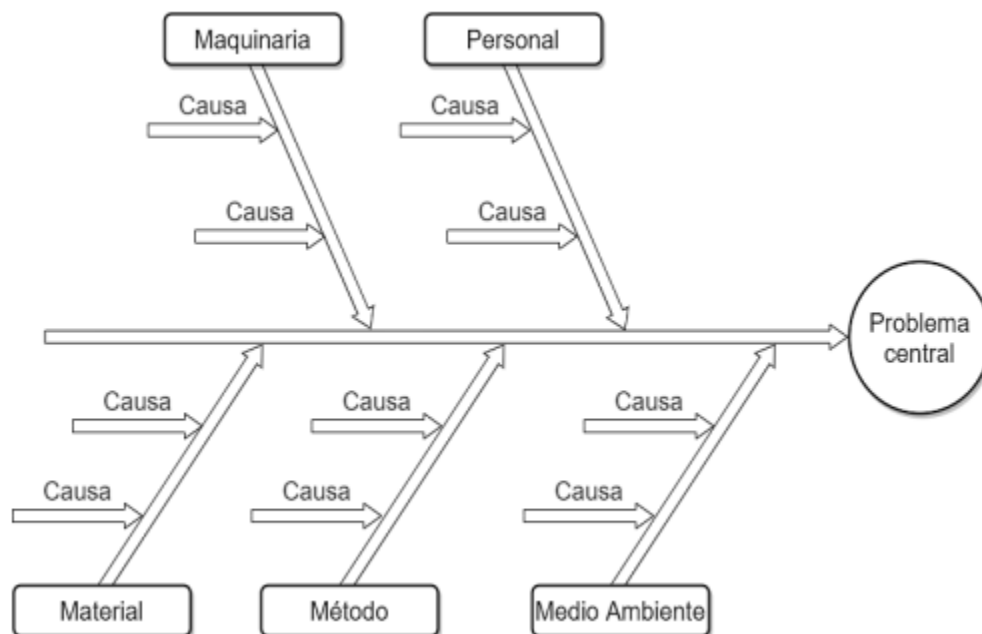 Maquinaria
Personal
Causa
Causa
Causa
Causa
Problema
central
Causa
Causa
Causa
Causa
Causa
Causa
Material
Método
Medio Ambiente